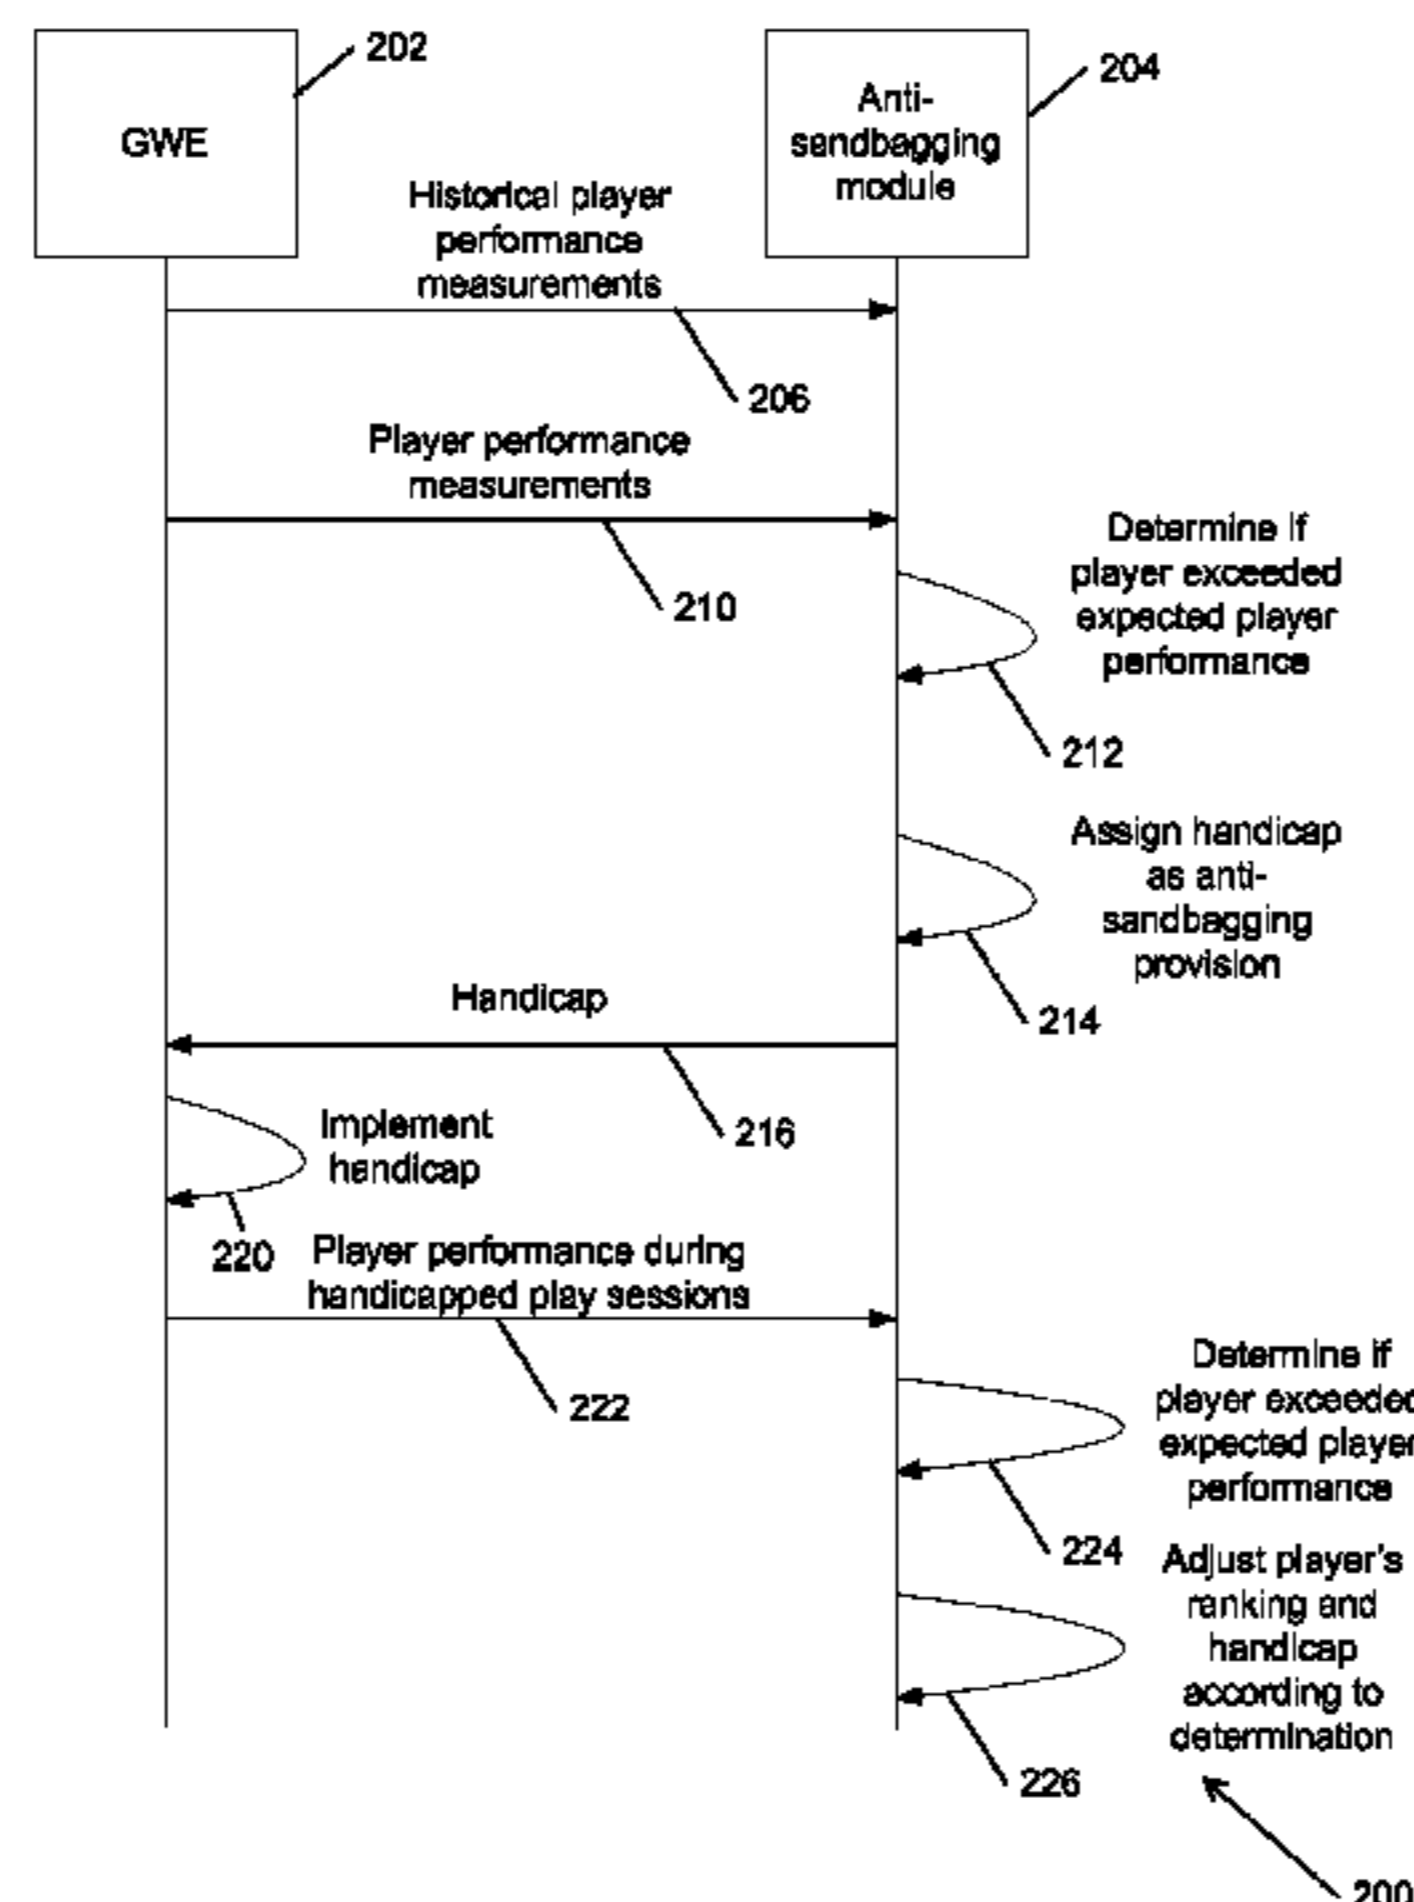 202
204
GWE
Anti-
sandbagging
module
Historical player
performance
measurements
206
Player performance
measurements
210
Determine if
player exceeded
expected player
performance
212
Assign handicap
as anti-
sandbagging
provision
214
Handicap
216
Implement
handicap
220
Player performance during
handicapped play sessions
222
Determine if
player exceeded
expected player
performance
224
Adjust player's
ranking and
handicap
according to
determination
226
200